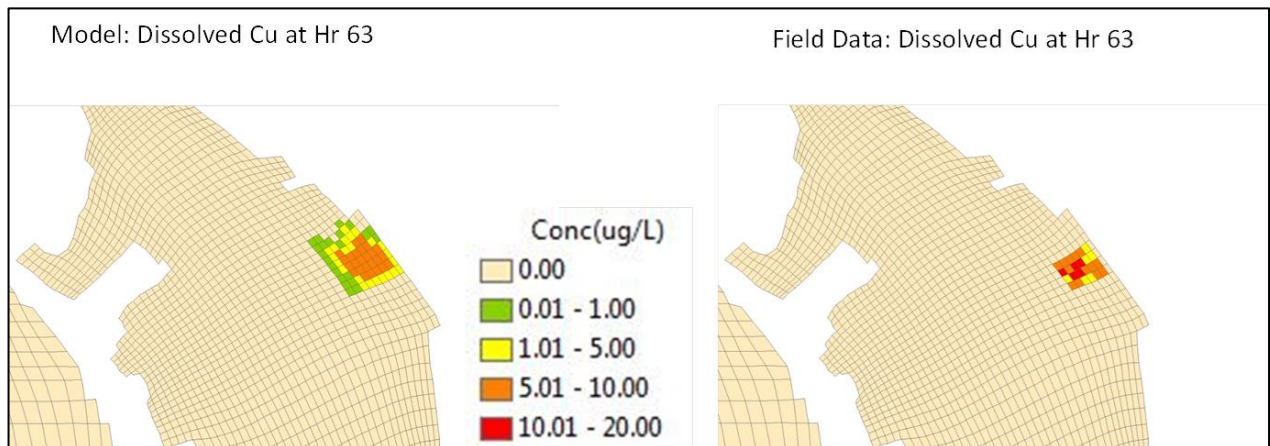 Model: Dissolved Cu at Hr 63
Field Data: Dissolved Cu at Hr 63
Conc(ug/L)
0.00
0.01 - 1.00
1.01 - 5.00
5.01 - 10.00
10.01 - 20.00